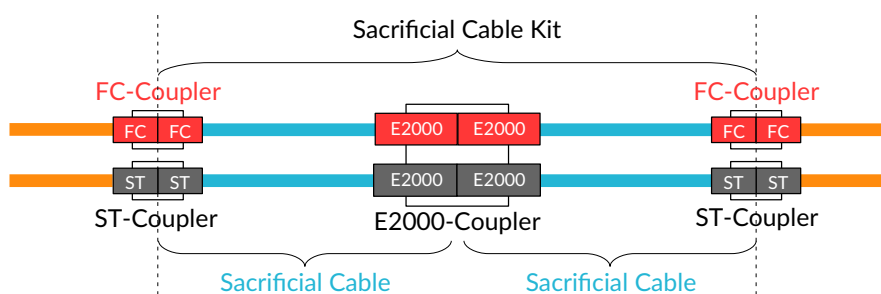 Sacrificial Cable Kit
FC-Coupler
FC-Coupler
FC FC
E2000 E2000
FC FC
ST ST
E2000 E2000
ST ST
ST-Coupler
E2000-Coupler
ST-Coupler
Sacrificial Cable
Sacrificial Cable